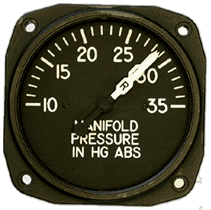 20 25
15 30
10 35
R
MANIFOLD
PRESSURE
IN HG ABS